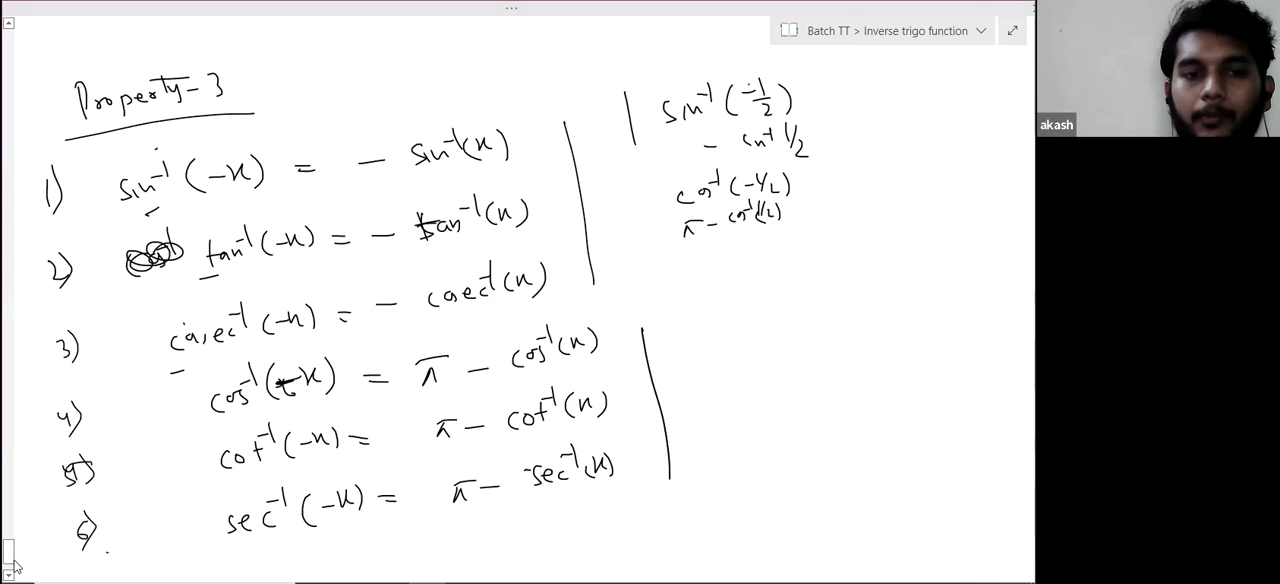 Batch TT > Inverse trigo function
akash
Property-3
1) sin⁻¹(-x) = - sin⁻¹(x)
2) tan⁻¹(-x) = - tan⁻¹(x)
3) cosec⁻¹(-x) = - cosec⁻¹(x)
4) cos⁻¹(-x) = π - cos⁻¹(x)
5) cot⁻¹(-x) = π - cot⁻¹(x)
6) sec⁻¹(-x) = π - sec⁻¹(x)
sin⁻¹(-1/2)
- sin⁻¹ 1/2
cos⁻¹(-1/2)
π - cos⁻¹(1/2)